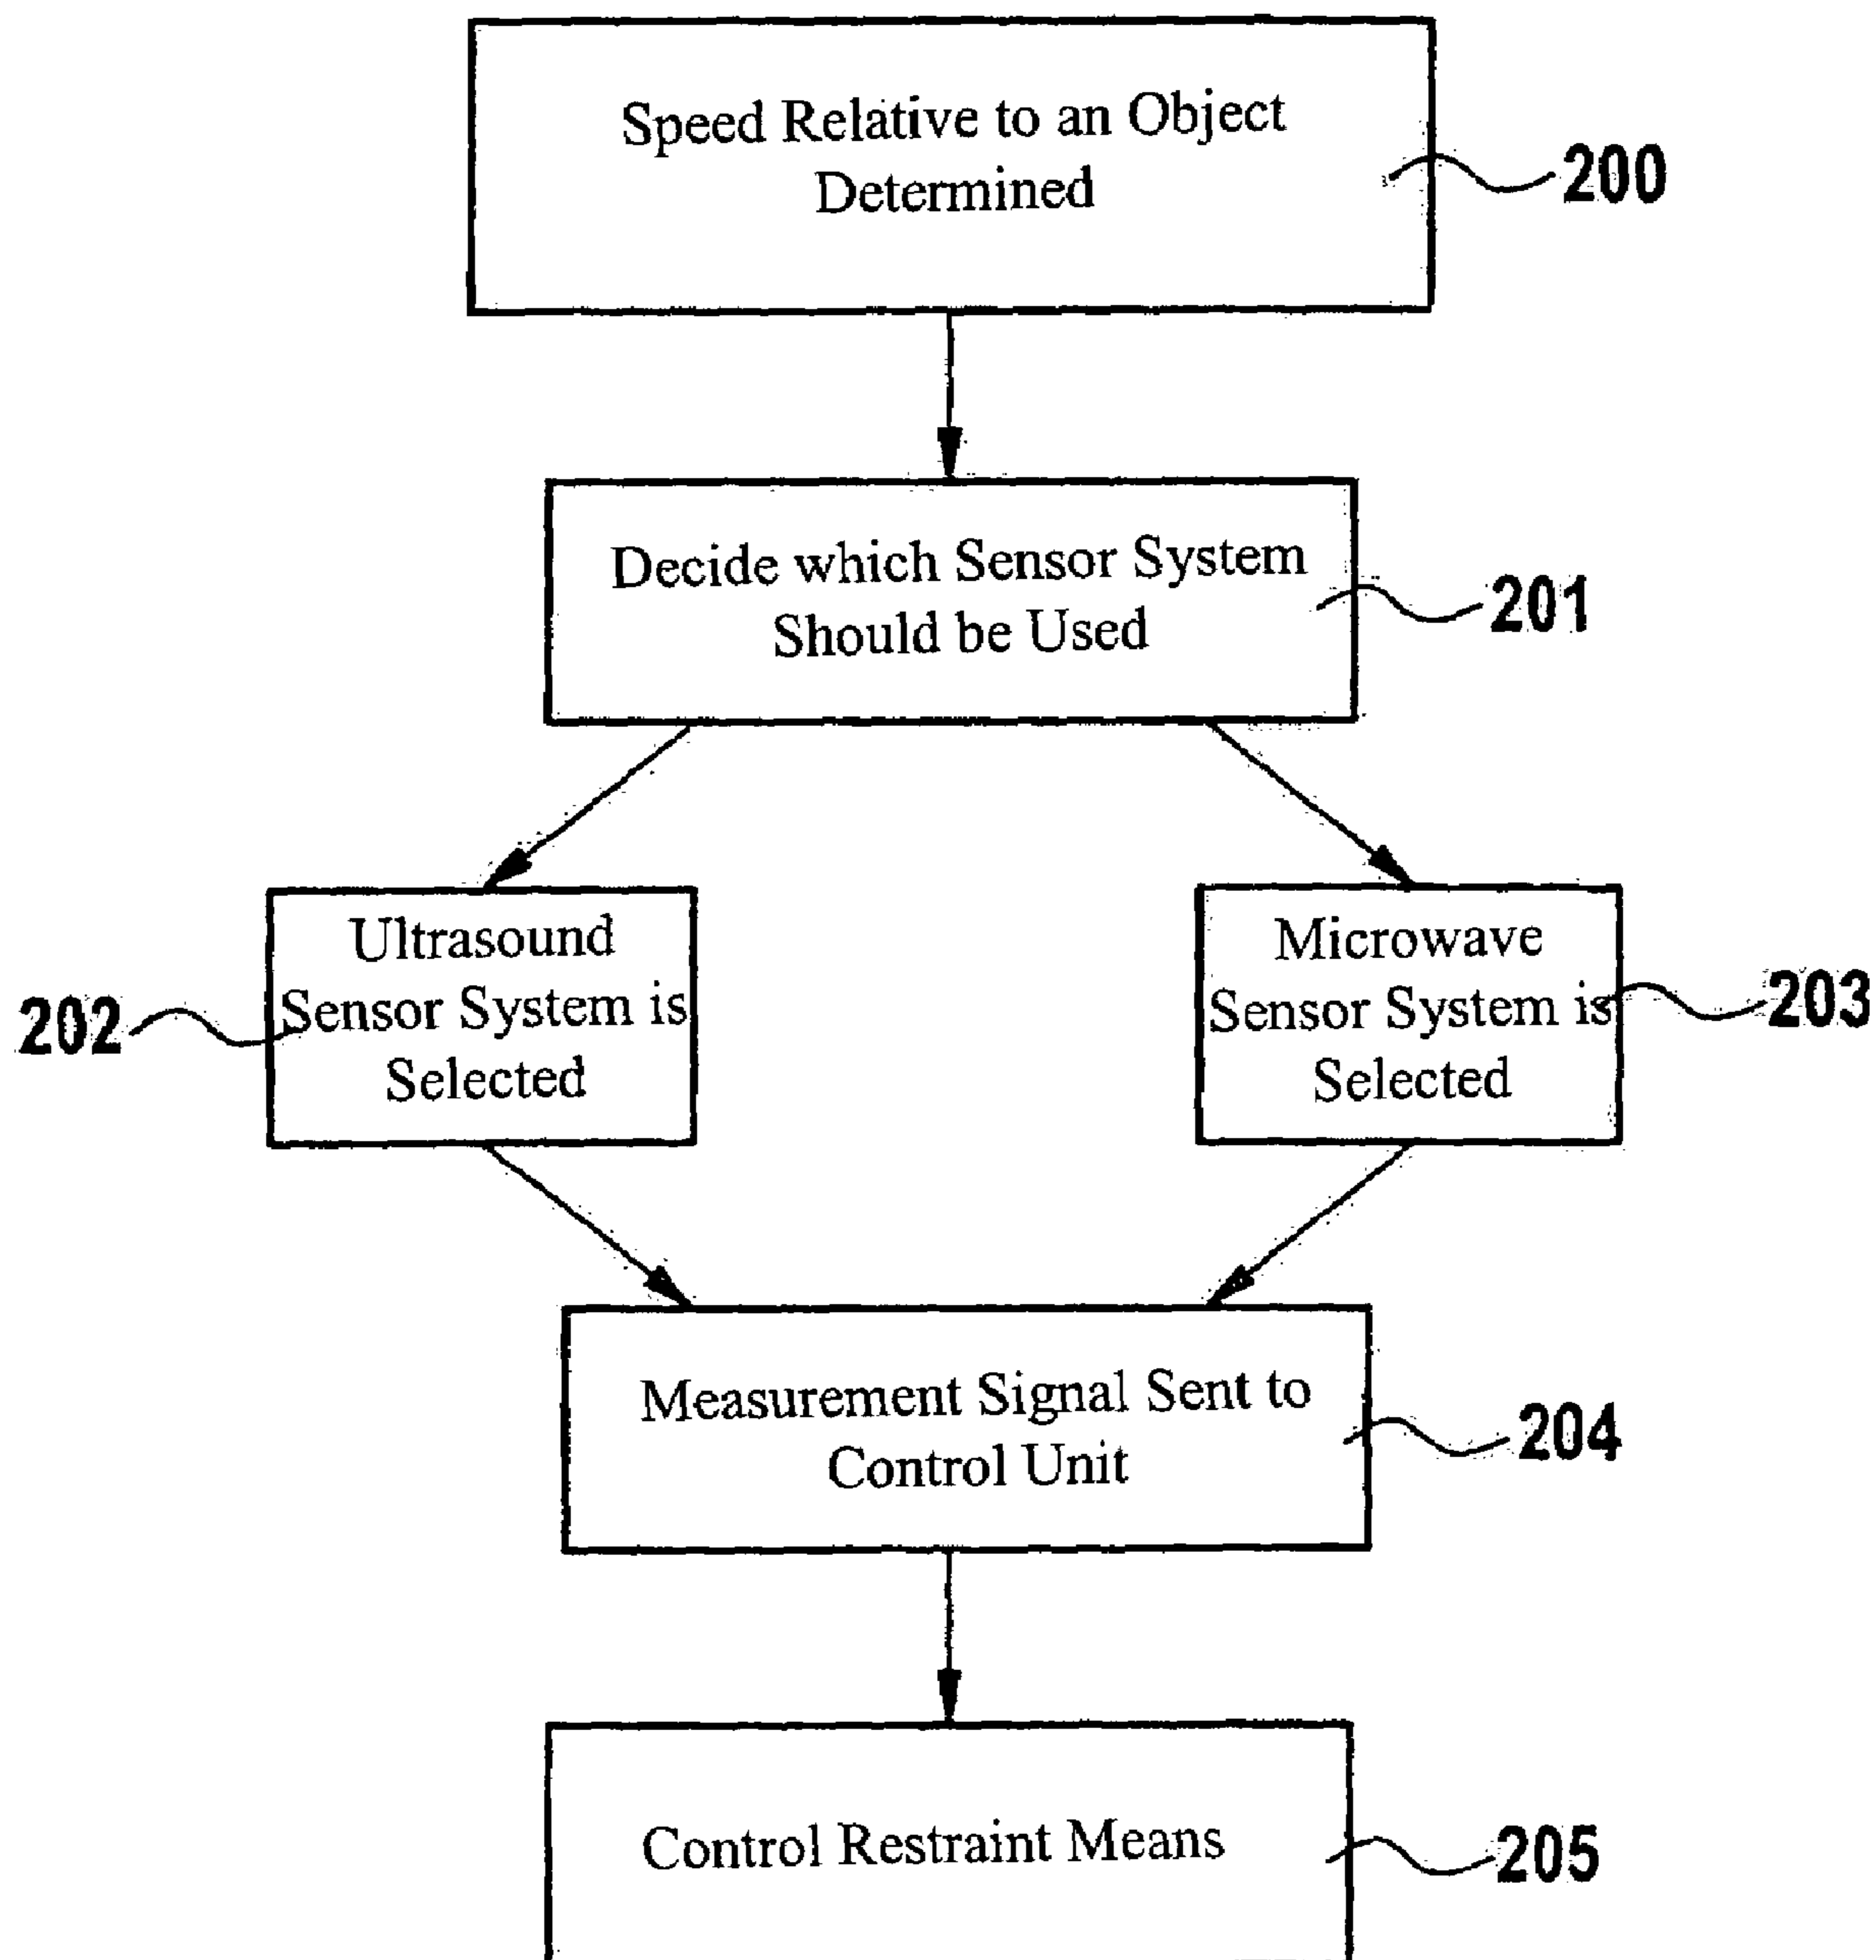 Speed Relative to an Object
Determined
200
Decide which Sensor System
Should be Used
201
Ultrasound
Sensor System is
Selected
202
Microwave
Sensor System is
Selected
203
Measurement Signal Sent to
Control Unit
204
Control Restraint Means
205